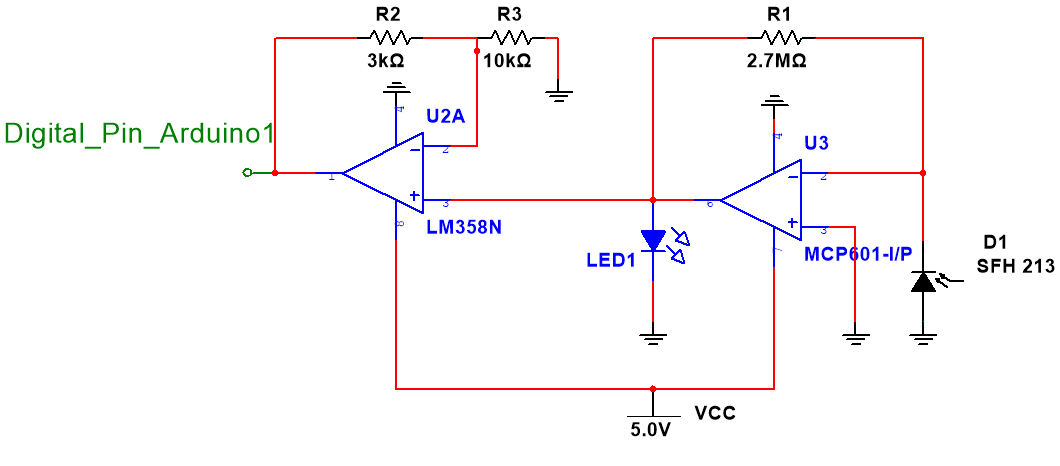 R2
R3
R1
3kΩ
10kΩ
2.7MΩ
4
U2A
Digital_Pin_Arduino1
2
1
3
8
LM358N
4
U3
2
6
3
7
MCP601-I/P
LED1
D1
SFH 213
VCC
5.0V